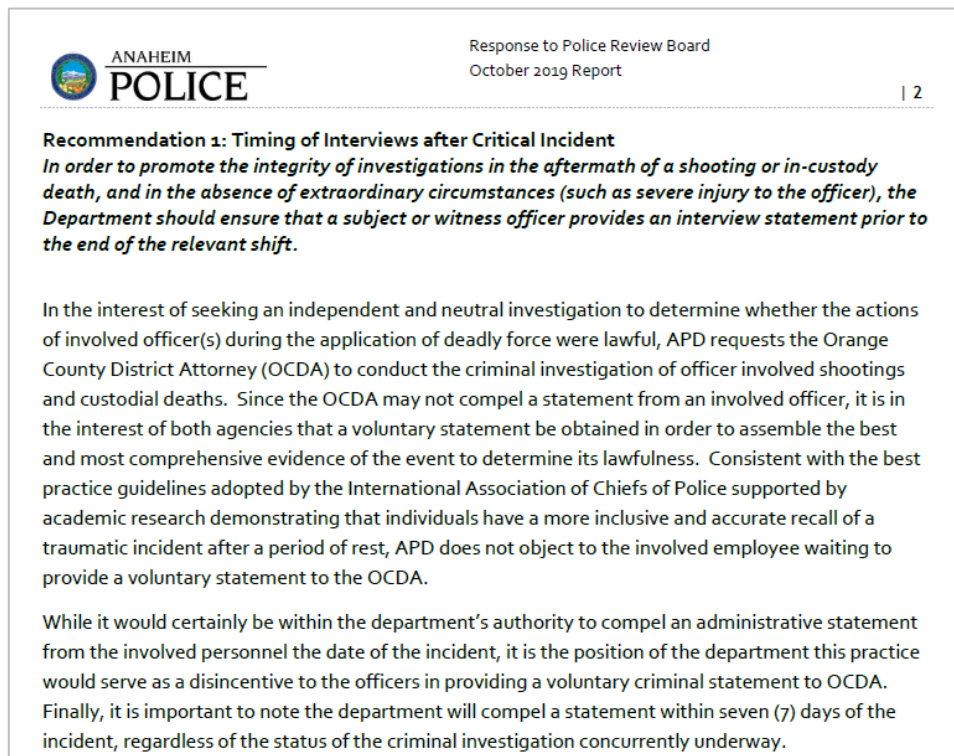 ANAHEIM
POLICE
Response to Police Review Board
October 2019 Report
| 2
Recommendation 1: Timing of Interviews after Critical Incident
In order to promote the integrity of investigations in the aftermath of a shooting or in-custody
death, and in the absence of extraordinary circumstances (such as severe injury to the officer), the
Department should ensure that a subject or witness officer provides an interview statement prior to
the end of the relevant shift.
In the interest of seeking an independent and neutral investigation to determine whether the actions
of involved officer(s) during the application of deadly force were lawful, APD requests the Orange
County District Attorney (OCDA) to conduct the criminal investigation of officer involved shootings
and custodial deaths.  Since the OCDA may not compel a statement from an involved officer, it is in
the interest of both agencies that a voluntary statement be obtained in order to assemble the best
and most comprehensive evidence of the event to determine its lawfulness.  Consistent with the best
practice guidelines adopted by the International Association of Chiefs of Police supported by
academic research demonstrating that individuals have a more inclusive and accurate recall of a
traumatic incident after a period of rest, APD does not object to the involved employee waiting to
provide a voluntary statement to the OCDA.
While it would certainly be within the department's authority to compel an administrative statement
from the involved personnel the date of the incident, it is the position of the department this practice
would serve as a disincentive to the officers in providing a voluntary criminal statement to OCDA.
Finally, it is important to note the department will compel a statement within seven (7) days of the
incident, regardless of the status of the criminal investigation concurrently underway.